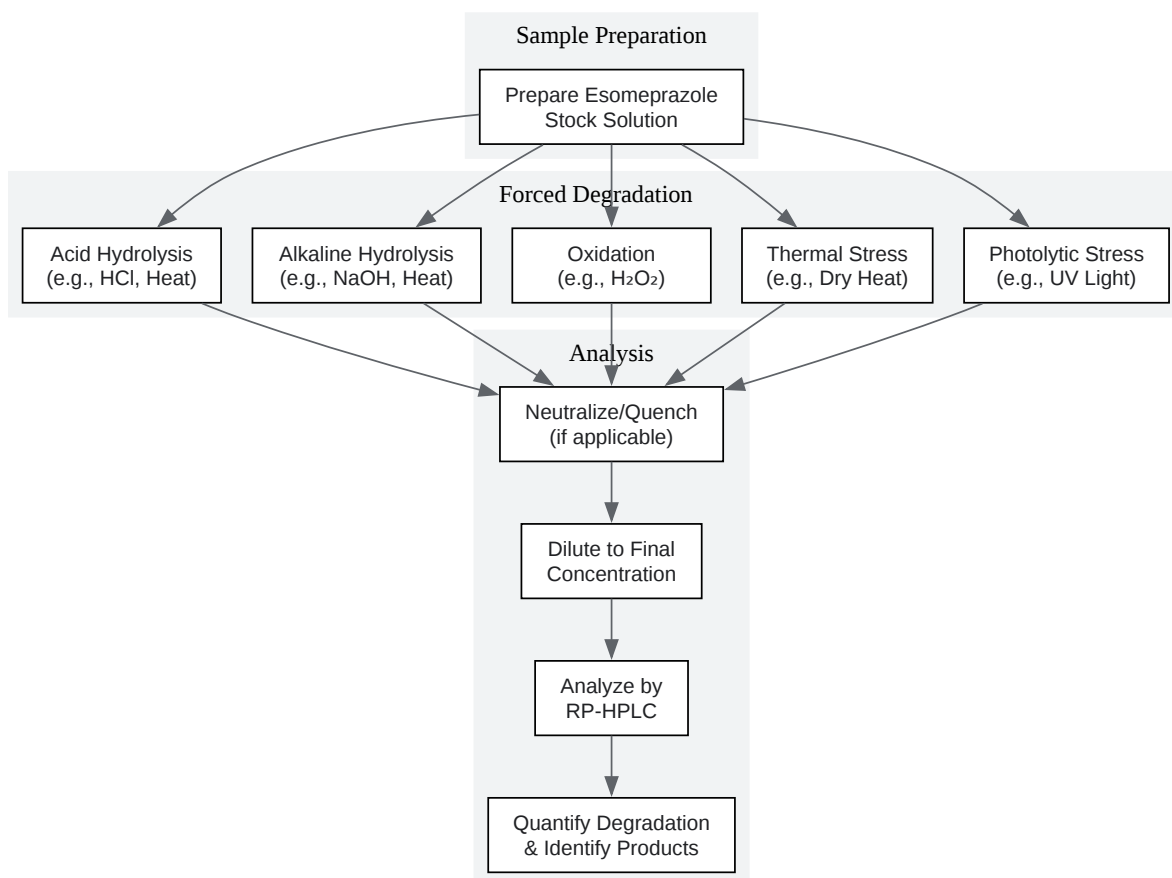 Sample Preparation
Prepare Esomeprazole
Stock Solution
Forced Degradation
Acid Hydrolysis
(e.g., HCl, Heat)
Alkaline Hydrolysis
(e.g., NaOH, Heat)
Oxidation
(e.g., H₂O₂)
Thermal Stress
(e.g., Dry Heat)
Photolytic Stress
(e.g., UV Light)
Analysis
Neutralize/Quench
(if applicable)
Dilute to Final
Concentration
Analyze by
RP-HPLC
Quantify Degradation
& Identify Products